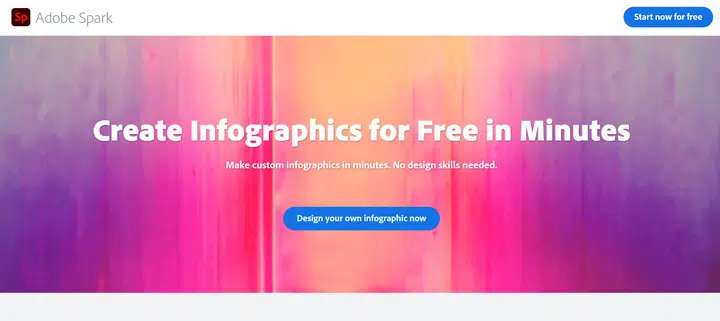 Sp Adobe Spark
Start now for free
Create Infographics for Free in Minutes
Make custom infographics in minutes. No design skills needed.
Design your own infographic now